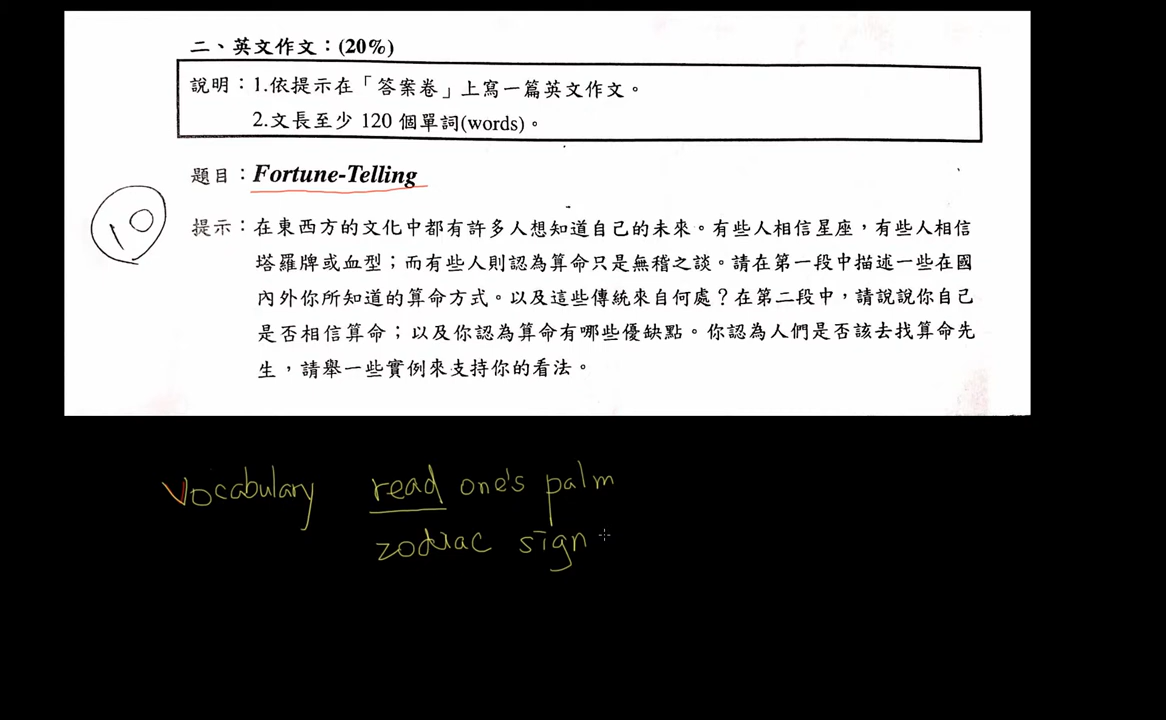 二、英文作文：(20%)
說明：1.依提示在「答案卷」上寫一篇英文作文。
2.文長至少 120 個單詞(words)。
題目：Fortune-Telling
10
提示：在東西方的文化中都有許多人想知道自己的未來。有些人相信星座，有些人相信
塔羅牌或血型；而有些人則認為算命只是無稽之談。請在第一段中描述一些在國
內外你所知道的算命方式。以及這些傳統來自何處？在第二段中，請說說你自己
是否相信算命；以及你認為算命有哪些優缺點。你認為人們是否該去找算命先
生，請舉一些實例來支持你的看法。
Vocabulary read one's palm
zodiac sign